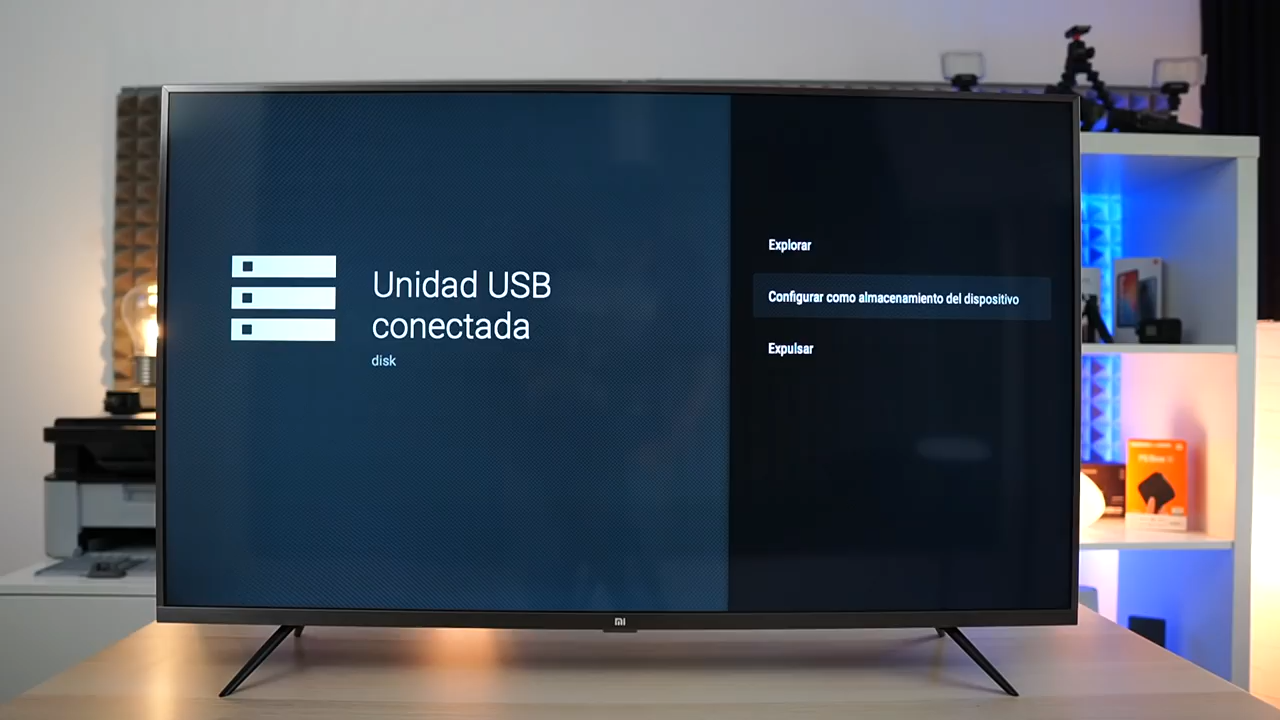 Unidad USB
conectada
disk
Explorar
Configurar como almacenamiento del dispositivo
Expulsar
mi